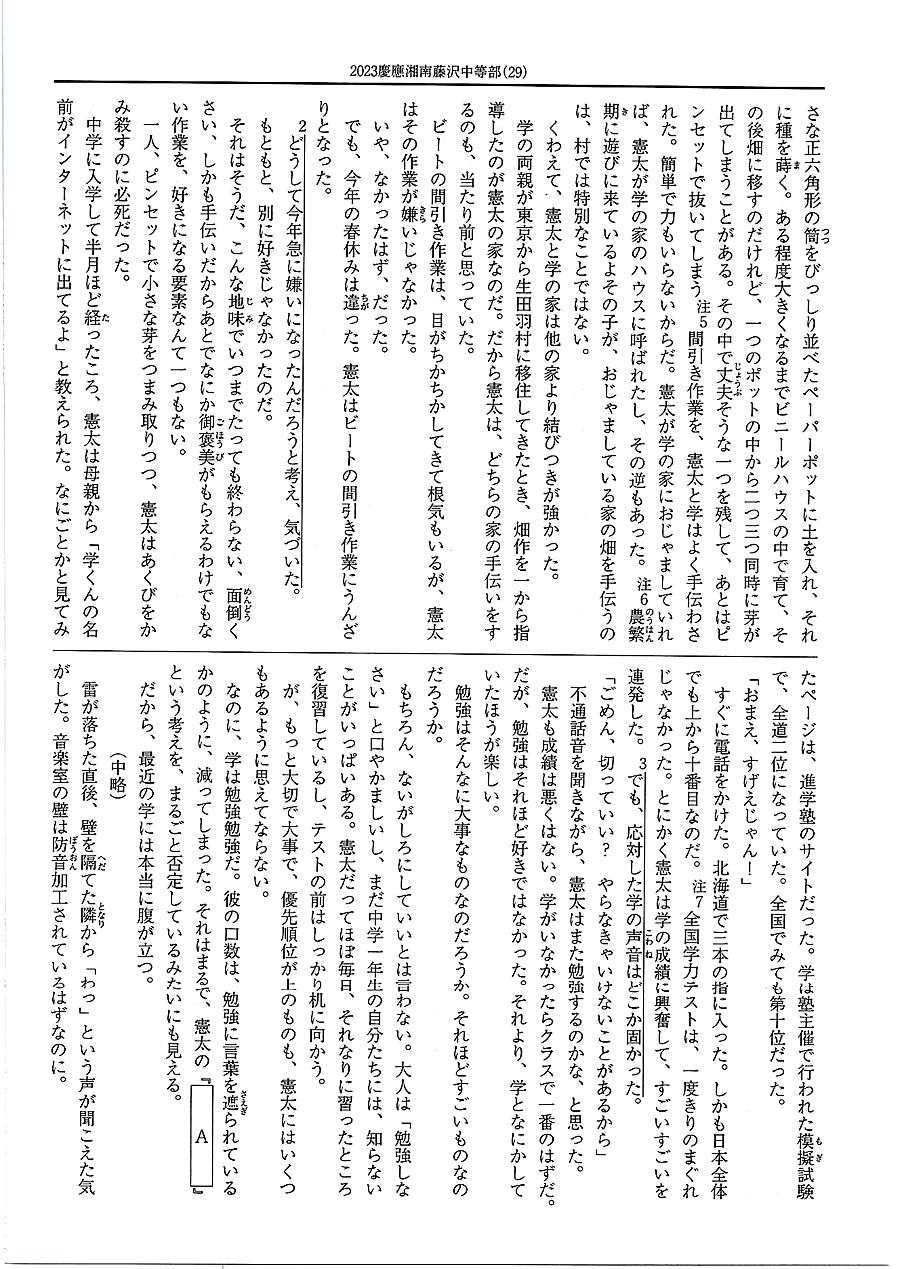 2023慶應湘南藤沢中等部(29)
さな正六角形の筒をびっしり並べたペーパーポットに土を入れ、それ
に種を蒔く。ある程度大きくなるまでビニールハウスの中で育て、そ
の後畑に移すのだけれど、一つのポットの中から二つ三つ同時に芽が
出てしまうことがある。その中で丈夫そうな一つを残して、あとはピ
ンセットで抜いてしまう注5間引き作業を、憲太と学はよく手伝わさ
れた。簡単で力もいらないからだ。憲太が学の家におじゃましていれ
ば、憲太が学の家のハウスに呼ばれたし、その逆もあった。注6農繁
期に遊びに来ているよその子が、おじゃましている家の畑を手伝うの
は、村では特別なことではない。
くわえて、憲太と学の家は他の家より結びつきが強かった。
学の両親が東京から生田羽村に移住してきたとき、畑作を一から指
導したのが憲太の家なのだ。だから憲太は、どちらの家の手伝いをす
るのも、当たり前と思っていた。
ビートの間引き作業は、目がちかちかしてきて根気もいるが、憲太
はその作業が嫌いじゃなかった。
いや、なかったはず、だった。
でも、今年の春休みは違った。憲太はビートの間引き作業にうんざ
りとなった。
2どうして今年急に嫌いになったんだろうと考え、気づいた。
もともと、別に好きじゃなかったのだ。
それはそうだ、こんな地味でいつまでたっても終わらない、面倒く
さい、しかも手伝いだからあとでなにか御褒美がもらえるわけでもな
い作業を、好きになる要素なんて一つもない。
一人、ピンセットで小さな芽をつまみ取りつつ、憲太はあくびをか
み殺すのに必死だった。
中学に入学して半月ほど経ったころ、憲太は母親から「学くんの名
前がインターネットに出てるよ」と教えられた。なにごとかと見てみ
たページは、進学塾のサイトだった。学は塾主催で行われた模擬試験
で、全道二位になっていた。全国でみても第十位だった。
「おまえ、すげえじゃん！」
すぐに電話をかけた。北海道で三本の指に入った。しかも日本全体
でも上から十番目なのだ。注7全国学力テストは、一度きりのまぐれ
じゃなかった。とにかく憲太は学の成績に興奮して、すごいすごいを
連発した。3でも、応対した学の声音はどこか固かった。
「ごめん、切っていい？　やらなきゃいけないことがあるから」
不通話音を聞きながら、憲太はまた勉強するのかな、と思った。
憲太も成績は悪くはない。学がいなかったらクラスで一番のはずだ。
だが、勉強はそれほど好きではなかった。それより、学となにかして
いたほうが楽しい。
勉強はそんなに大事なものなのだろうか。それほどすごいものなの
だろうか。
もちろん、ないがしろにしていいとは言わない。大人は「勉強しな
さい」と口やかましいし、まだ中学一年生の自分たちには、知らない
ことがいっぱいある。憲太だってほぼ毎日、それなりに習ったところ
を復習しているし、テストの前はしっかり机に向かう。
が、もっと大切で大事で、優先順位が上のものも、憲太にはいくつ
もあるように思えてならない。
なのに、学は勉強勉強だ。彼の口数は、勉強に言葉を遮られている
かのように、減ってしまった。それはまるで、憲太の『　A　』
という考えを、まるごと否定しているみたいにも見える。
だから、最近の学には本当に腹が立つ。
（中略）
雷が落ちた直後、壁を隔てた隣から「わっ」という声が聞こえた気
がした。音楽室の壁は防音加工されているはずなのに。